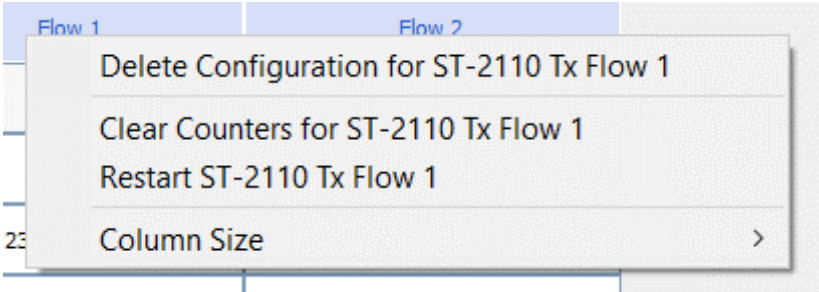 Flow 1 Flow 2
Delete Configuration for ST-2110 Tx Flow 1
Clear Counters for ST-2110 Tx Flow 1
Restart ST-2110 Tx Flow 1
23
Column Size